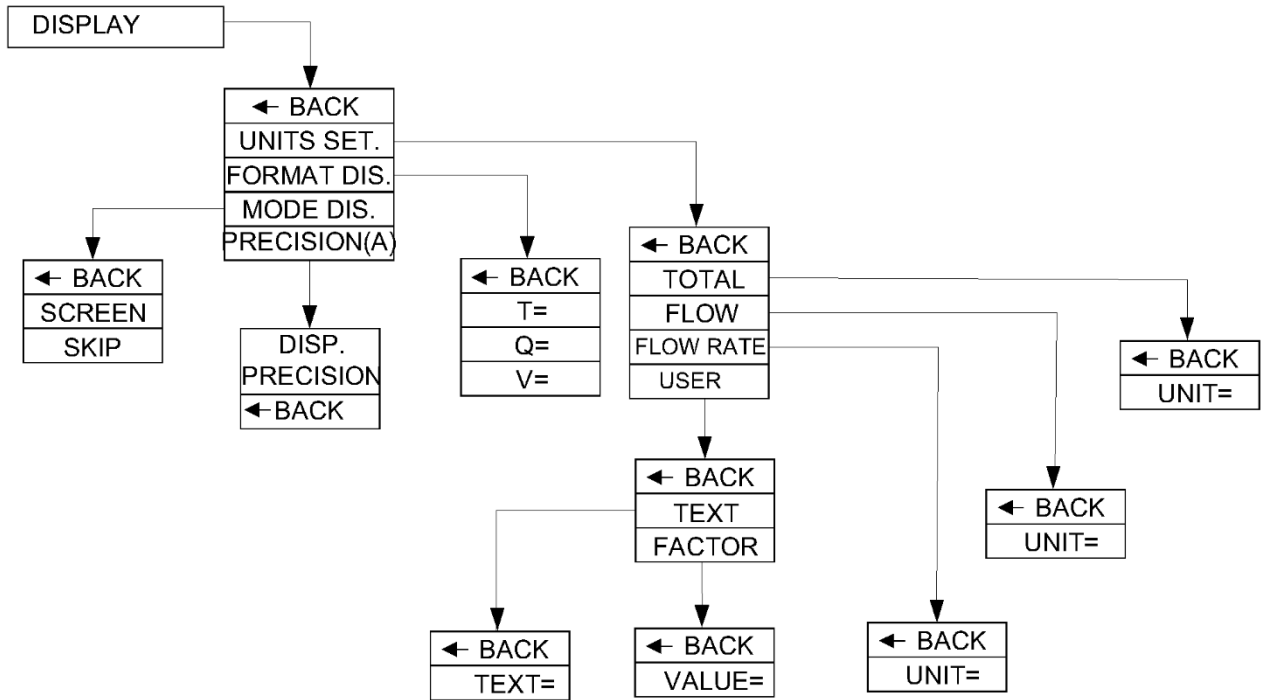 DISPLAY
← BACK
UNITS SET.
FORMAT DIS.
MODE DIS.
PRECISION(A)
← BACK
SCREEN
SKIP
DISP.
PRECISION
← BACK
← BACK
T=
Q=
V=
← BACK
TOTAL
FLOW
FLOW RATE
USER
← BACK
UNIT=
← BACK
UNIT=
← BACK
UNIT=
← BACK
TEXT
FACTOR
← BACK
TEXT=
← BACK
VALUE=